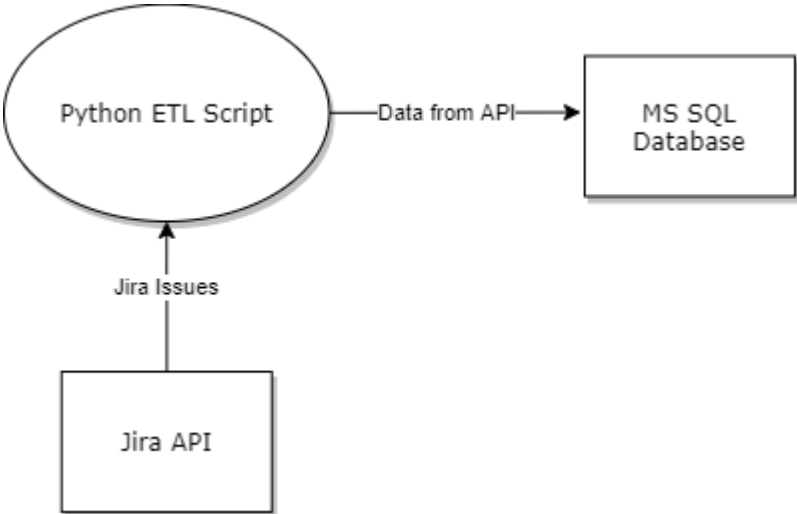 Python ETL Script
Data from API
MS SQL
Database
Jira Issues
Jira API